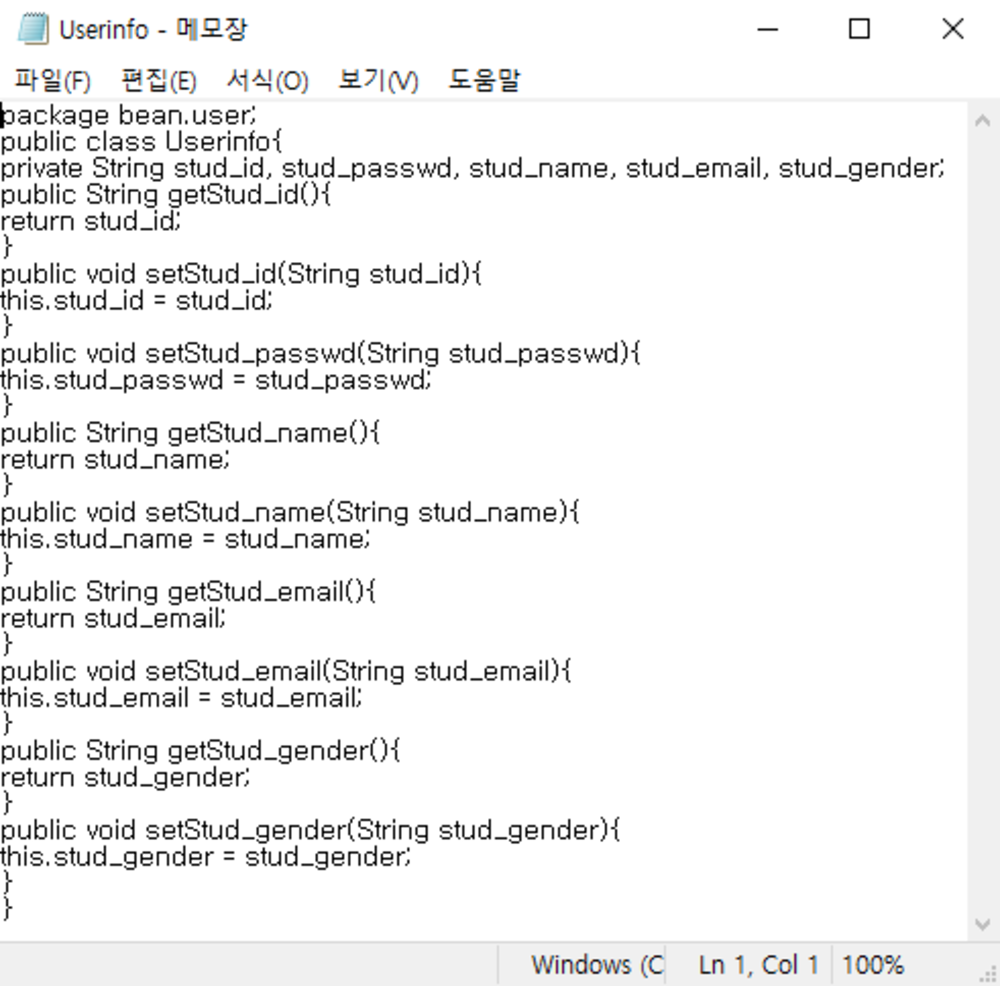 Userinfo - 메모장
파일(F) 편집(E) 서식(O) 보기(V) 도움말
package bean.user;
public class Userinfo{
private String stud_id, stud_passwd, stud_name, stud_email, stud_gender;
public String getStud_id(){
return stud_id;
}
public void setStud_id(String stud_id){
this.stud_id = stud_id;
}
public void setStud_passwd(String stud_passwd){
this.stud_passwd = stud_passwd;
}
public String getStud_name(){
return stud_name;
}
public void setStud_name(String stud_name){
this.stud_name = stud_name;
}
public String getStud_email(){
return stud_email;
}
public void setStud_email(String stud_email){
this.stud_email = stud_email;
}
public String getStud_gender(){
return stud_gender;
}
public void setStud_gender(String stud_gender){
this.stud_gender = stud_gender;
}
}
Windows (C Ln 1, Col 1 100%